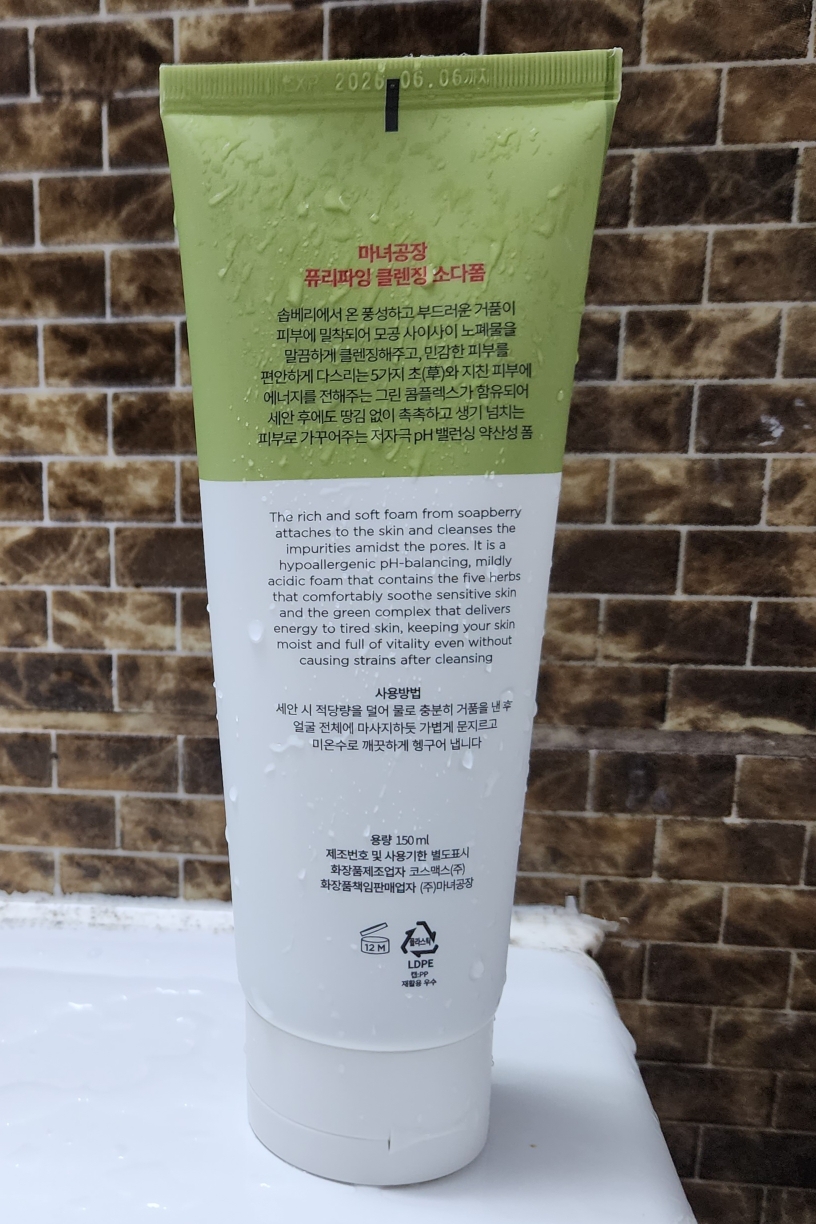 EXP 2026.06.06까지
마녀공장
퓨리파잉 클렌징 소다폼
솝베리에서 온 풍성하고 부드러운 거품이
피부에 밀착되어 모공 사이사이 노폐물을
말끔하게 클렌징해주고, 민감한 피부를
편안하게 다스리는 5가지 초(草)와 지친 피부에
에너지를 전해주는 그린 콤플렉스가 함유되어
세안 후에도 땅김 없이 촉촉하고 생기 넘치는
피부로 가꾸어주는 저자극 pH 밸런싱 약산성 폼
The rich and soft foam from soapberry
attaches to the skin and cleanses the
impurities amidst the pores. It is a
hypoallergenic pH-balancing, mildly
acidic foam that contains the five herbs
that comfortably soothe sensitive skin
and the green complex that delivers
energy to tired skin, keeping your skin
moist and full of vitality even without
causing strains after cleansing
사용방법
세안 시 적당량을 덜어 물로 충분히 거품을 낸 후
얼굴 전체에 마사지하듯 가볍게 문지르고
미온수로 깨끗하게 헹구어 냅니다
용량 150 ml
제조번호 및 사용기한 별도표시
화장품제조업자 코스맥스(주)
화장품책임판매업자 (주)마녀공장
12 M
플라스틱
LDPE
캡:PP
재활용 우수